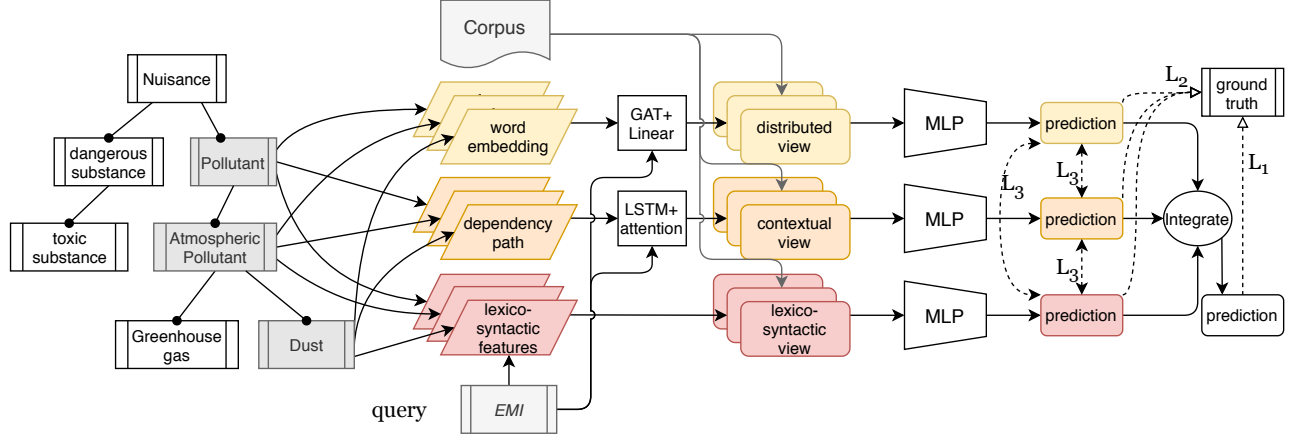 Corpus
Nuisance
dangerous
substance
Pollutant
toxic
substance
Atmospheric
Pollutant
Greenhouse
gas
Dust
word
embedding
dependency
path
lexico-
syntactic
features
query
EMI
GAT+
Linear
LSTM+
attention
distributed
view
contextual
view
lexico-
syntactic
view
MLP
MLP
MLP
prediction
prediction
prediction
L3
L3
L3
L2
ground
truth
L1
Integrate
prediction